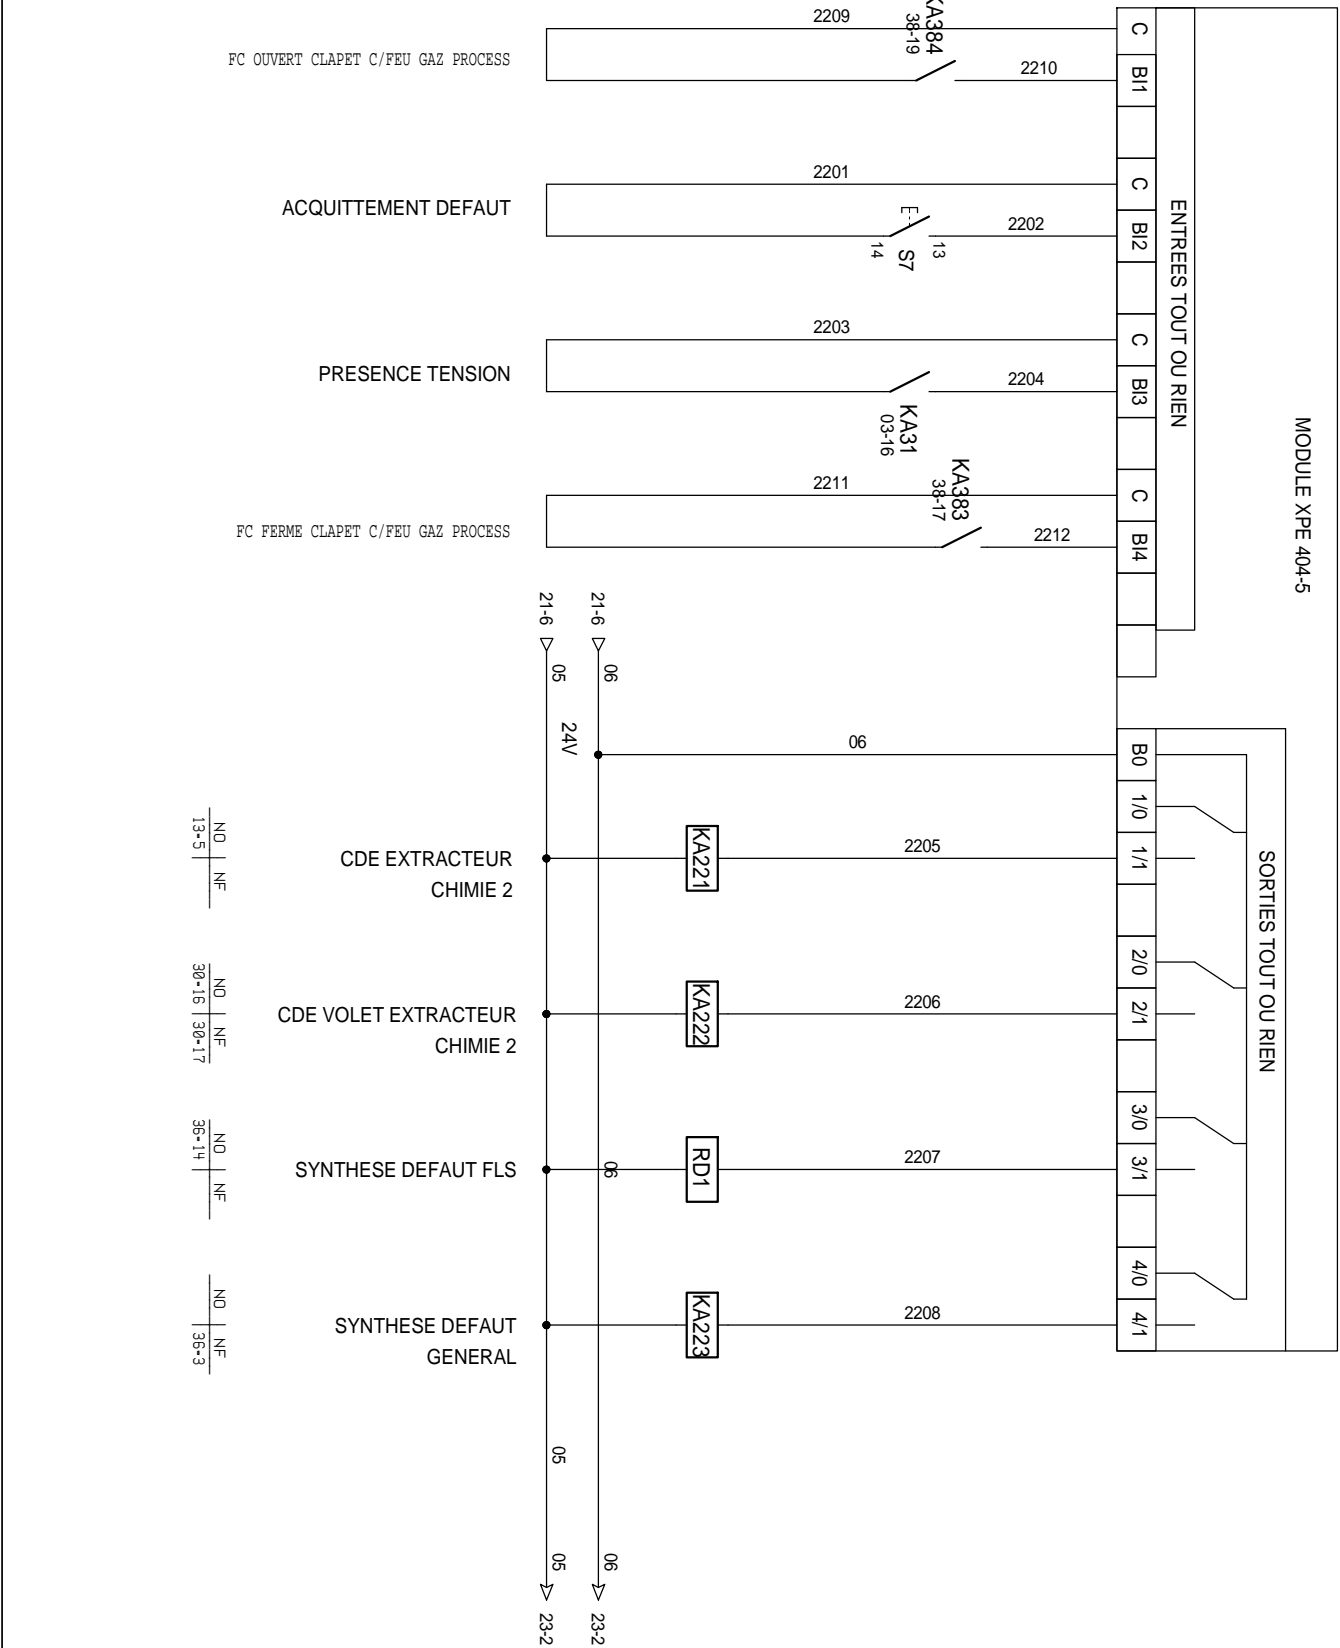 MODULE XPE 404-5
ENTREES TOUT OU RIEN
SORTIES TOUT OU RIEN
C
BI1
C
BI2
C
BI3
C
BI4
B0
1/0
1/1
2/0
2/1
3/0
3/1
4/0
4/1
2209
KA384
38-19
2210
FC OUVERT CLAPET C/FEU GAZ PROCESS
2201
2202
13
14
S7
ACQUITTEMENT DEFAUT
2203
2204
KA31
03-16
PRESENCE TENSION
2211
KA383
38-17
2212
FC FERME CLAPET C/FEU GAZ PROCESS
21-6
21-6
05
06
24V
06
2205
KA221
CDE EXTRACTEUR
CHIMIE 2
NO NF
13-5
2206
KA222
CDE VOLET EXTRACTEUR
CHIMIE 2
NO NF
30-16 30-17
2207
RD1
06
SYNTHESE DEFAUT FLS
NO NF
36-14
2208
KA223
SYNTHESE DEFAUT
GENERAL
NO NF
36-3
05
05
06
23-2
23-2